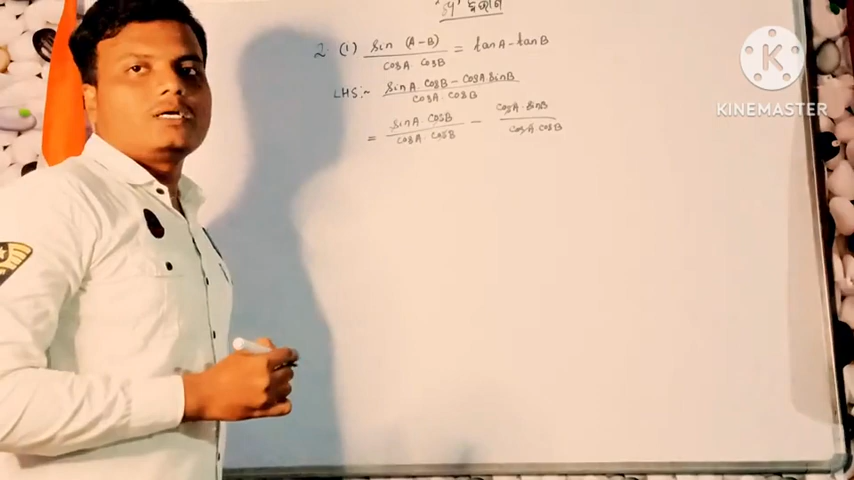 2 (1) sin (A-B) / cosA. cosB = tanA - tanB
LHS:~ sinA. cosB - cosA. sinB / cosA. cosB
= sinA. cosB / cosA. cosB - cosA. sinB / cosA. cosB
KINEMASTER